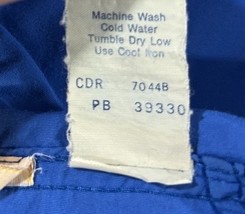 Machine Wash
Cold Water
Tumble Dry Low
Use Cool Iron
CDR 7044B
PB 39330